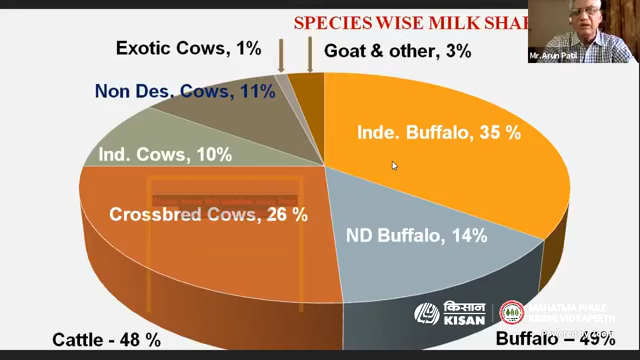 SPECIES WISE MILK SHAR
Mr.Arun Patil
Exotic Cows, 1%
Goat & other, 3%
Non Des. Cows, 11%
Inde. Buffalo, 35 %
Ind. Cows, 10%
Crossbred Cows, 26 %
ND Buffalo, 14%
किसान
KISAN
MAHATMA PHULE
KRISHI VIDYAPEETH
Powered by
Cattle - 48 %
Buffalo – 49%